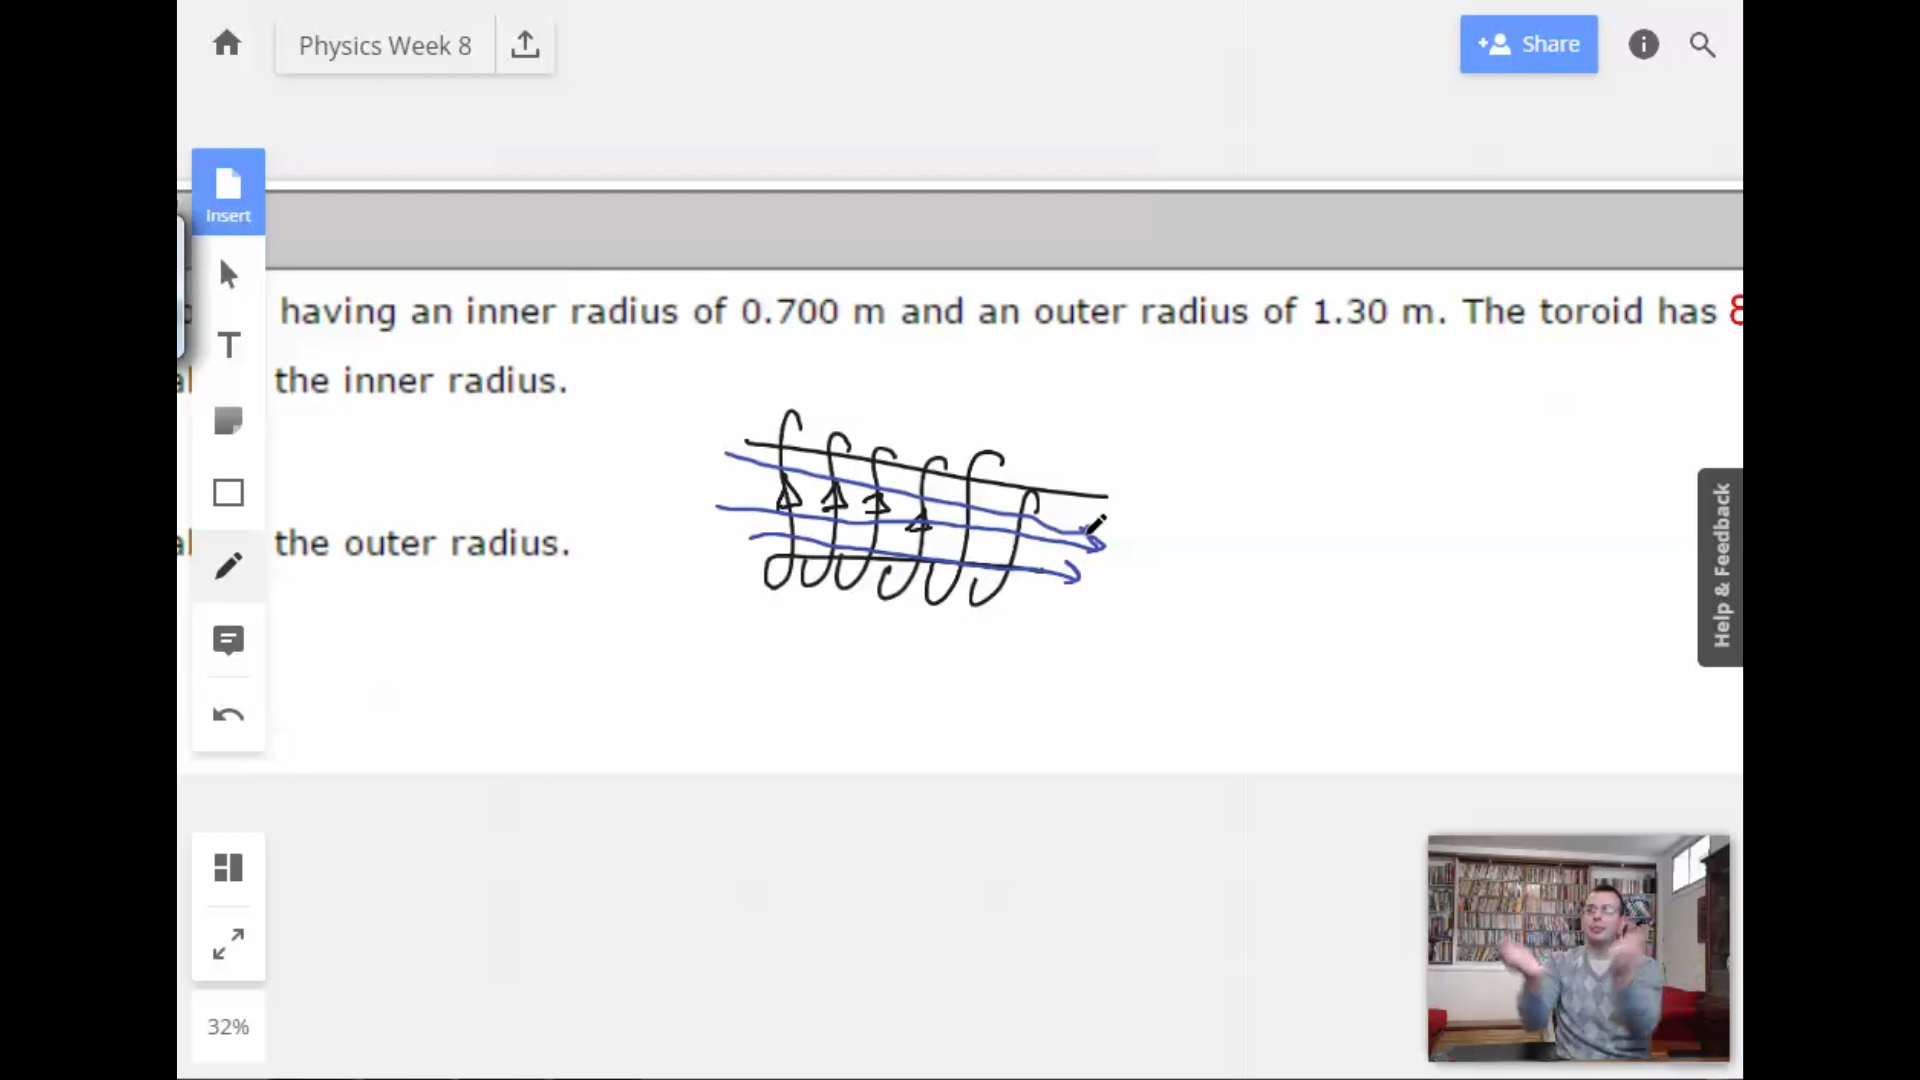 Physics Week 8
Share
Insert
having an inner radius of 0.700 m and an outer radius of 1.30 m. The toroid has 8
the inner radius.
the outer radius.
T
Help & Feedback
32%